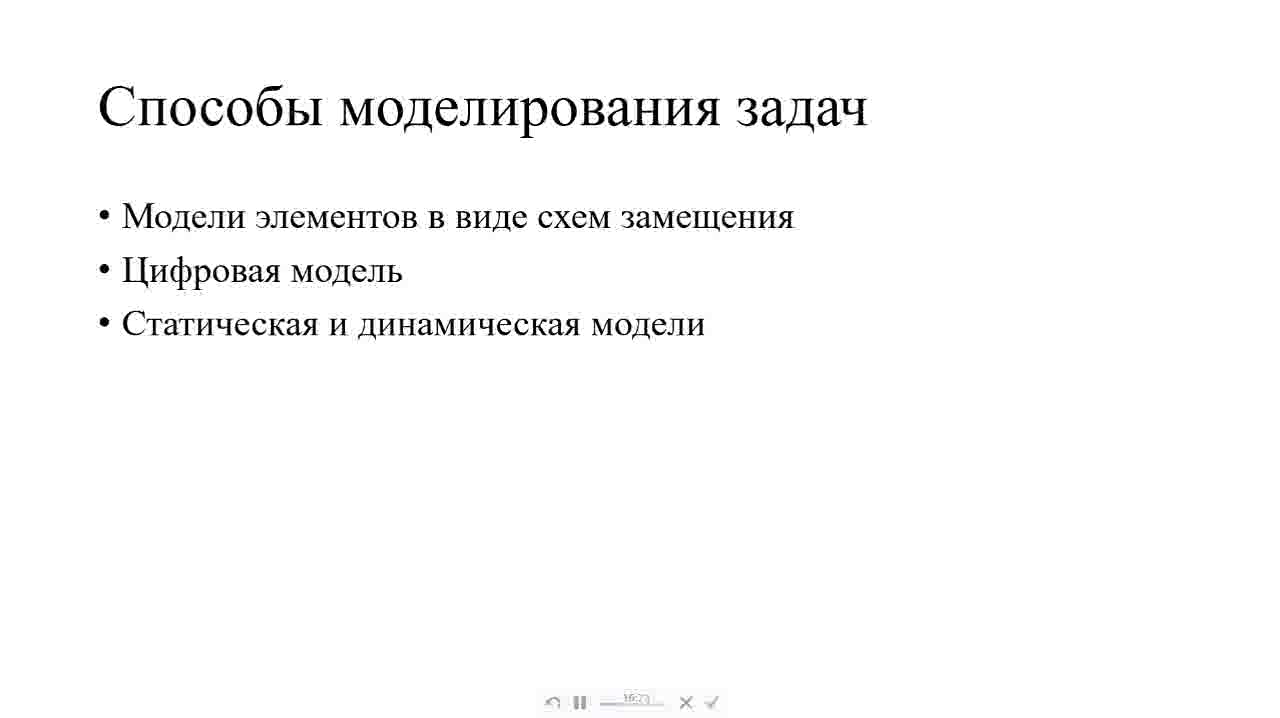 Способы моделирования задач
• Модели элементов в виде схем замещения
• Цифровая модель
• Статическая и динамическая модели